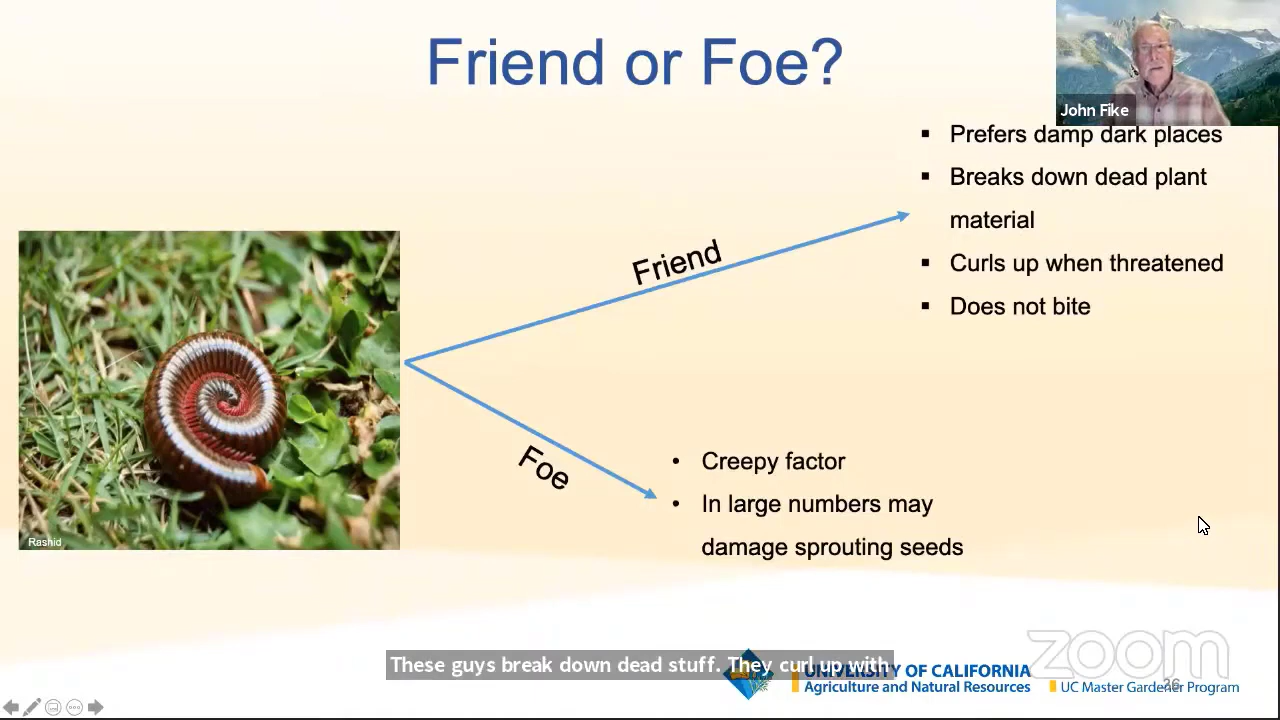 Friend or Foe?
John Fike
▪ Prefers damp dark places
▪ Breaks down dead plant
material
▪ Curls up when threatened
▪ Does not bite
Friend
Foe
• Creepy factor
• In large numbers may
damage sprouting seeds
Rashid
These guys break down dead stuff. They curl up with
UNIVERSITY OF CALIFORNIA
Agriculture and Natural Resources
UC Master Gardener Program
zoom
26